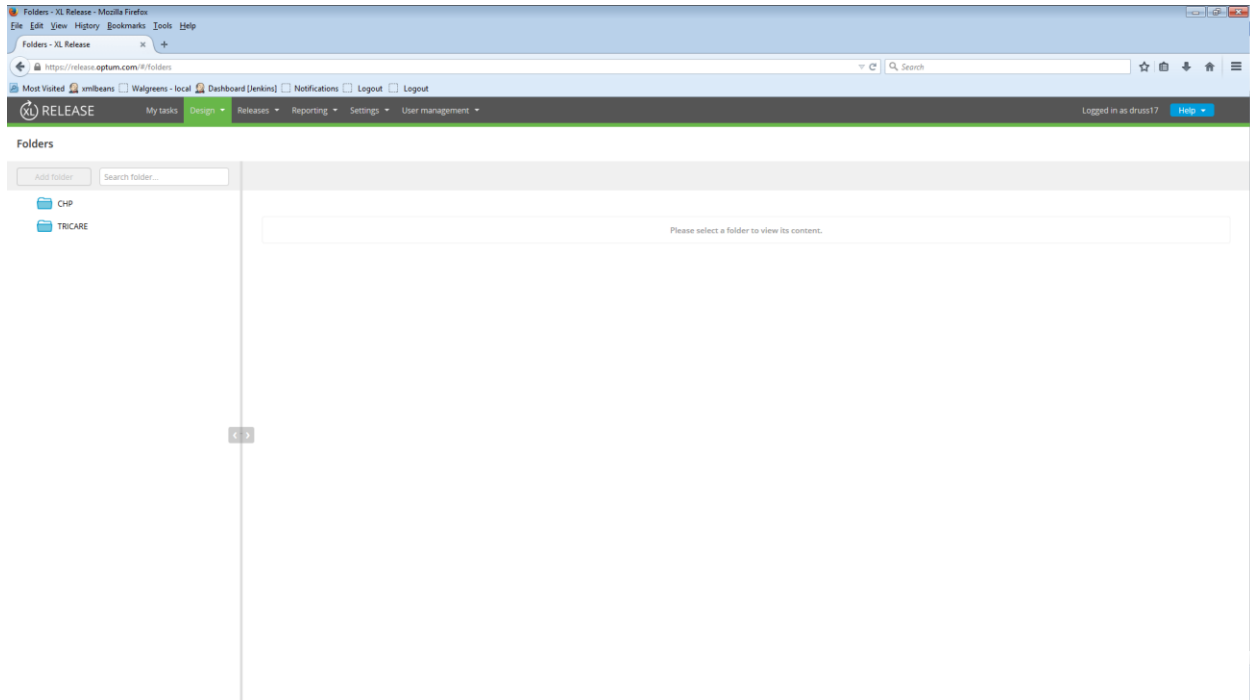 Folders - XL Release - Mozilla Firefox
File Edit View History Bookmarks Tools Help
Folders - XL Release × +
https://release.optum.com/#/folders Search
Most Visited xmlbeans Walgreens - local Dashboard [Jenkins] Notifications Logout Logout
XL RELEASE My tasks Design Releases Reporting Settings User management Logged in as druss17 Help
Folders
Add folder Search folder...
CHP
TRICARE
Please select a folder to view its content.